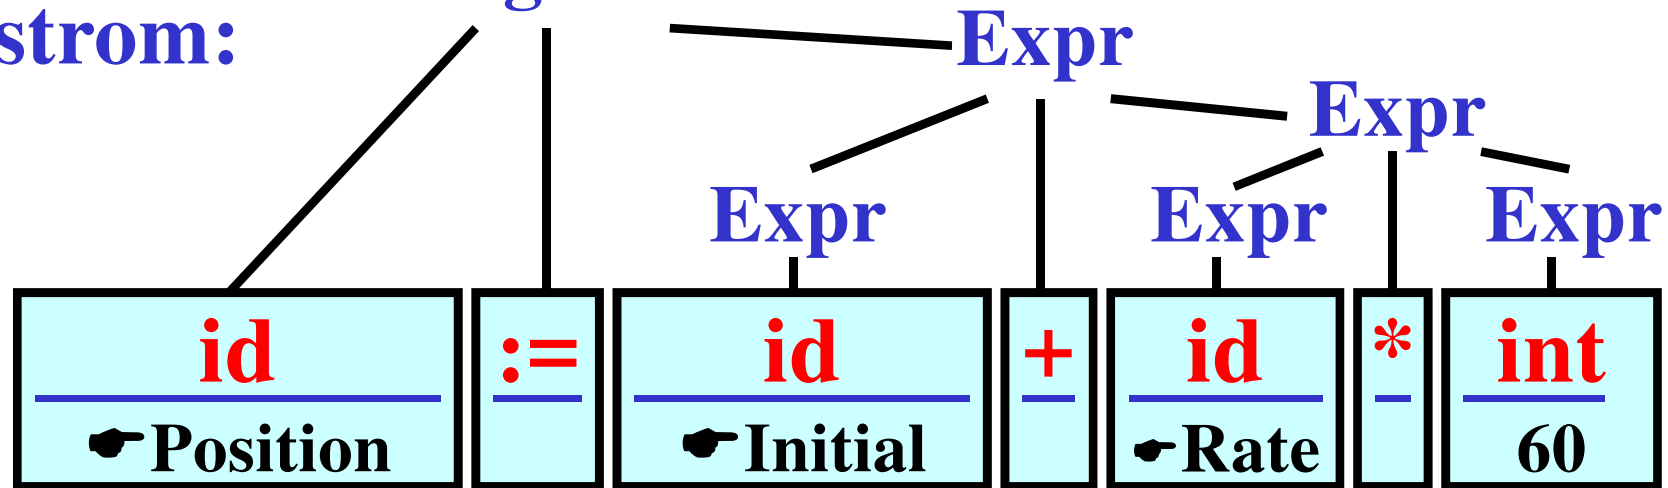 strom:
Expr
Expr
Expr Expr Expr
id := id + id * int
☛Position ☛Initial ☛Rate 60